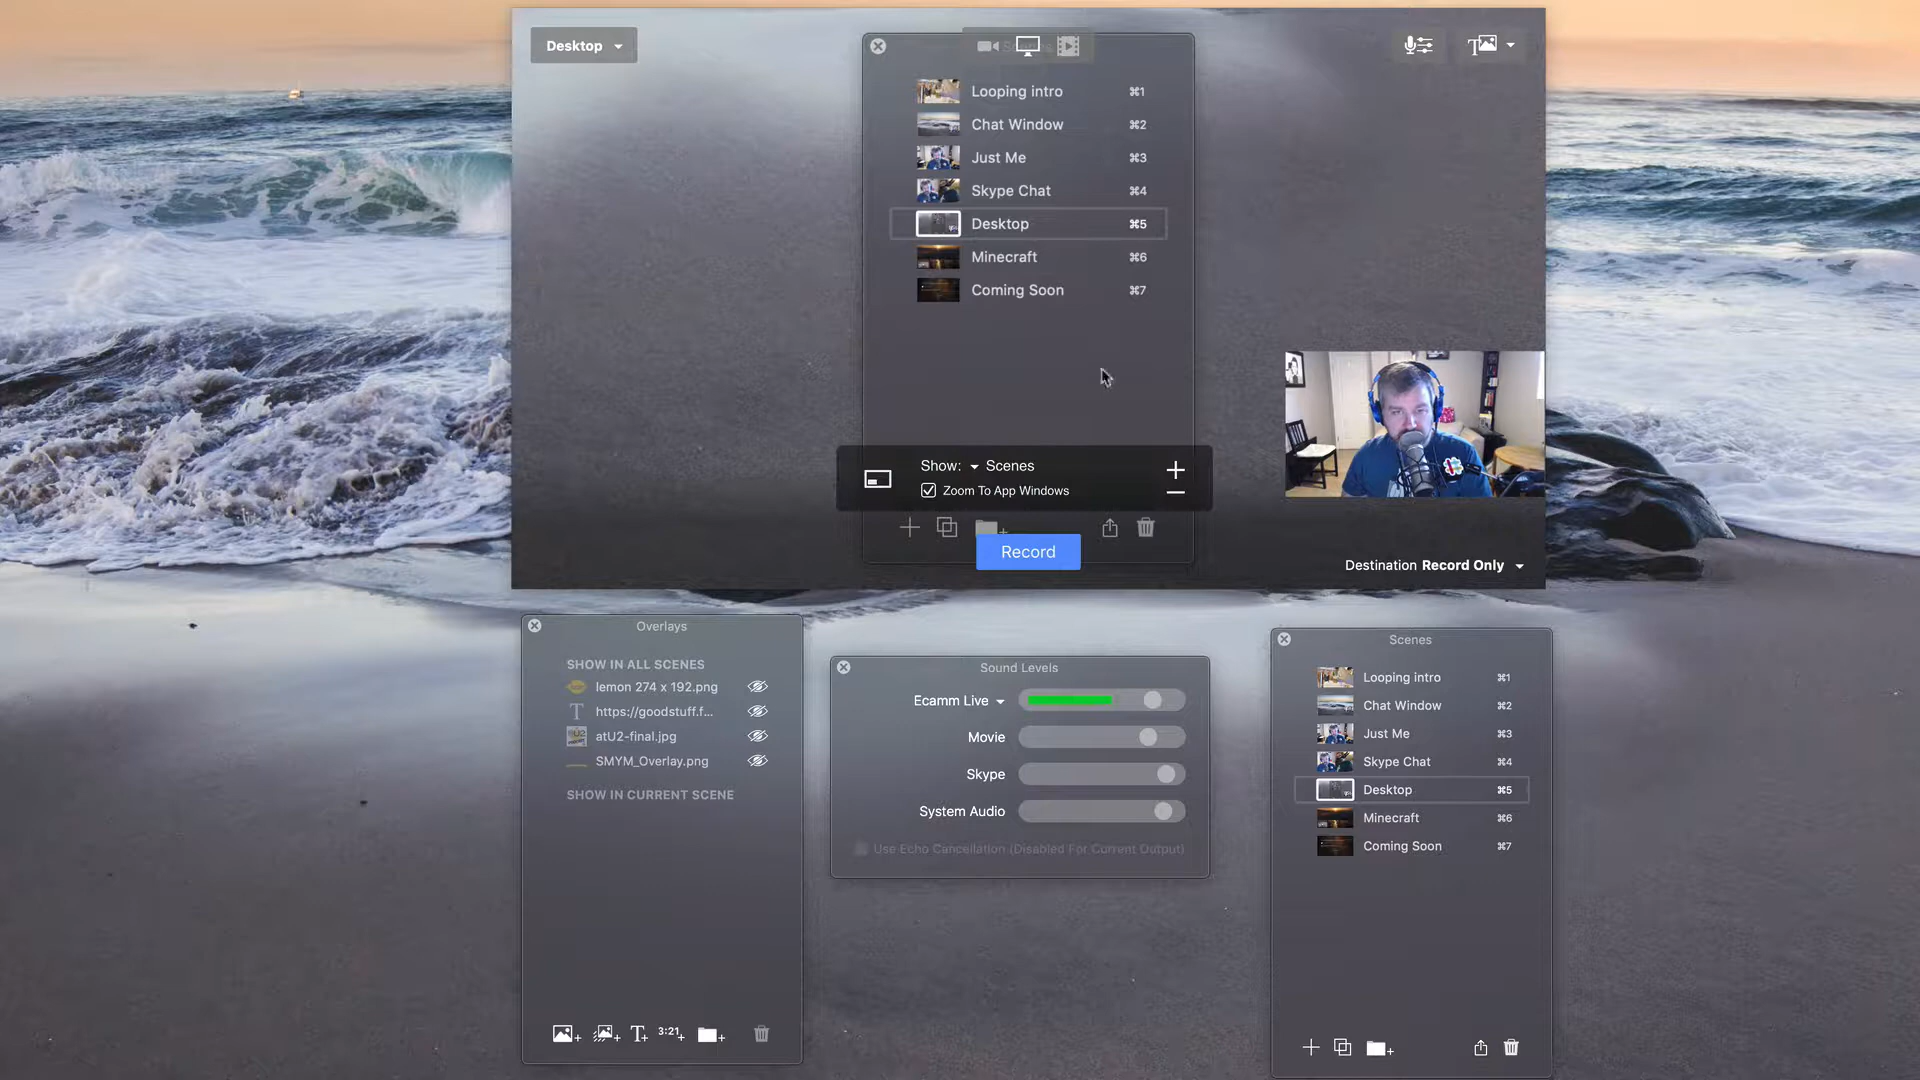 Desktop
Looping intro ⌘1
Chat Window ⌘2
Just Me ⌘3
Skype Chat ⌘4
Desktop ⌘5
Minecraft ⌘6
Coming Soon ⌘7
Show: Scenes
Zoom To App Windows
Record
Destination Record Only
Overlays
SHOW IN ALL SCENES
lemon 274 x 192.png
https://goodstuff.f...
atU2-final.jpg
SMYM_Overlay.png
SHOW IN CURRENT SCENE
3:21
Sound Levels
Ecamm Live
Movie
Skype
System Audio
Use Echo Cancellation (Disabled For Current Output)
Scenes
Looping intro ⌘1
Chat Window ⌘2
Just Me ⌘3
Skype Chat ⌘4
Desktop ⌘5
Minecraft ⌘6
Coming Soon ⌘7